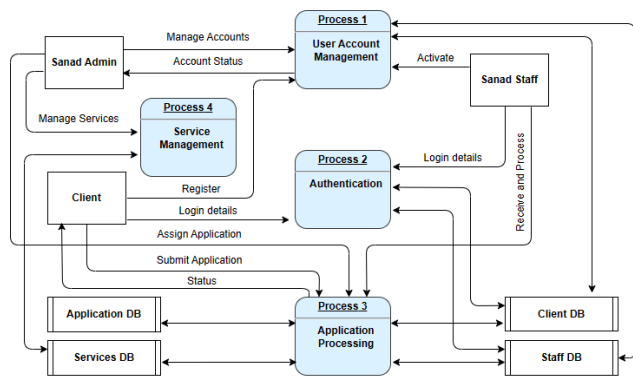 Process 1
Manage Accounts
User Account
Management
Sanad Admin
Account Status
Activate
Sanad Staff
Process 4
Manage Services
Service
Management
Process 2
Login details
Receive and Process
Client
Register
Authentication
Login details
Assign Application
Submit Application
Status
Process 3
Application DB
Application
Processing
Client DB
Services DB
Staff DB